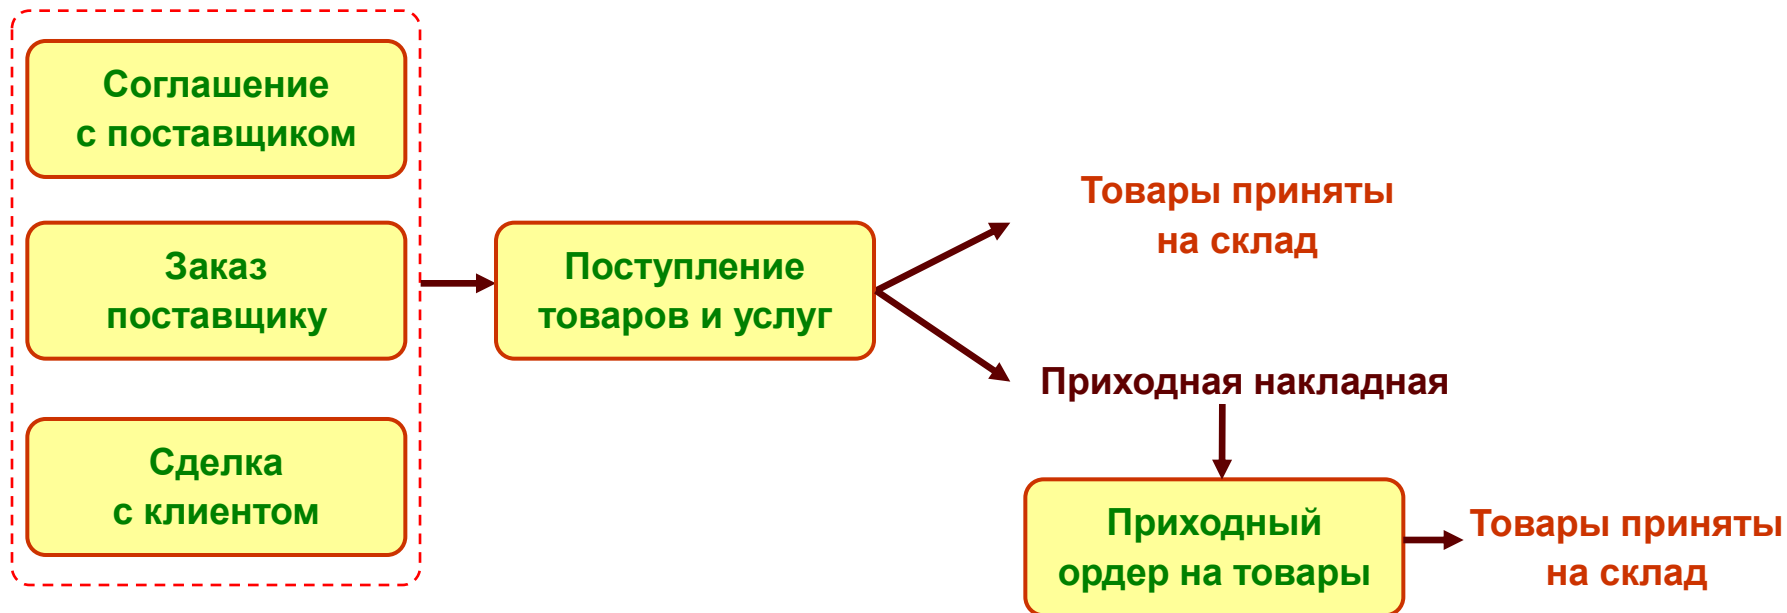 Соглашение
с поставщиком
Заказ
поставщику
Сделка
с клиентом
Поступление
товаров и услуг
Товары приняты
на склад
Приходная накладная
Приходный
ордер на товары
Товары приняты
на склад